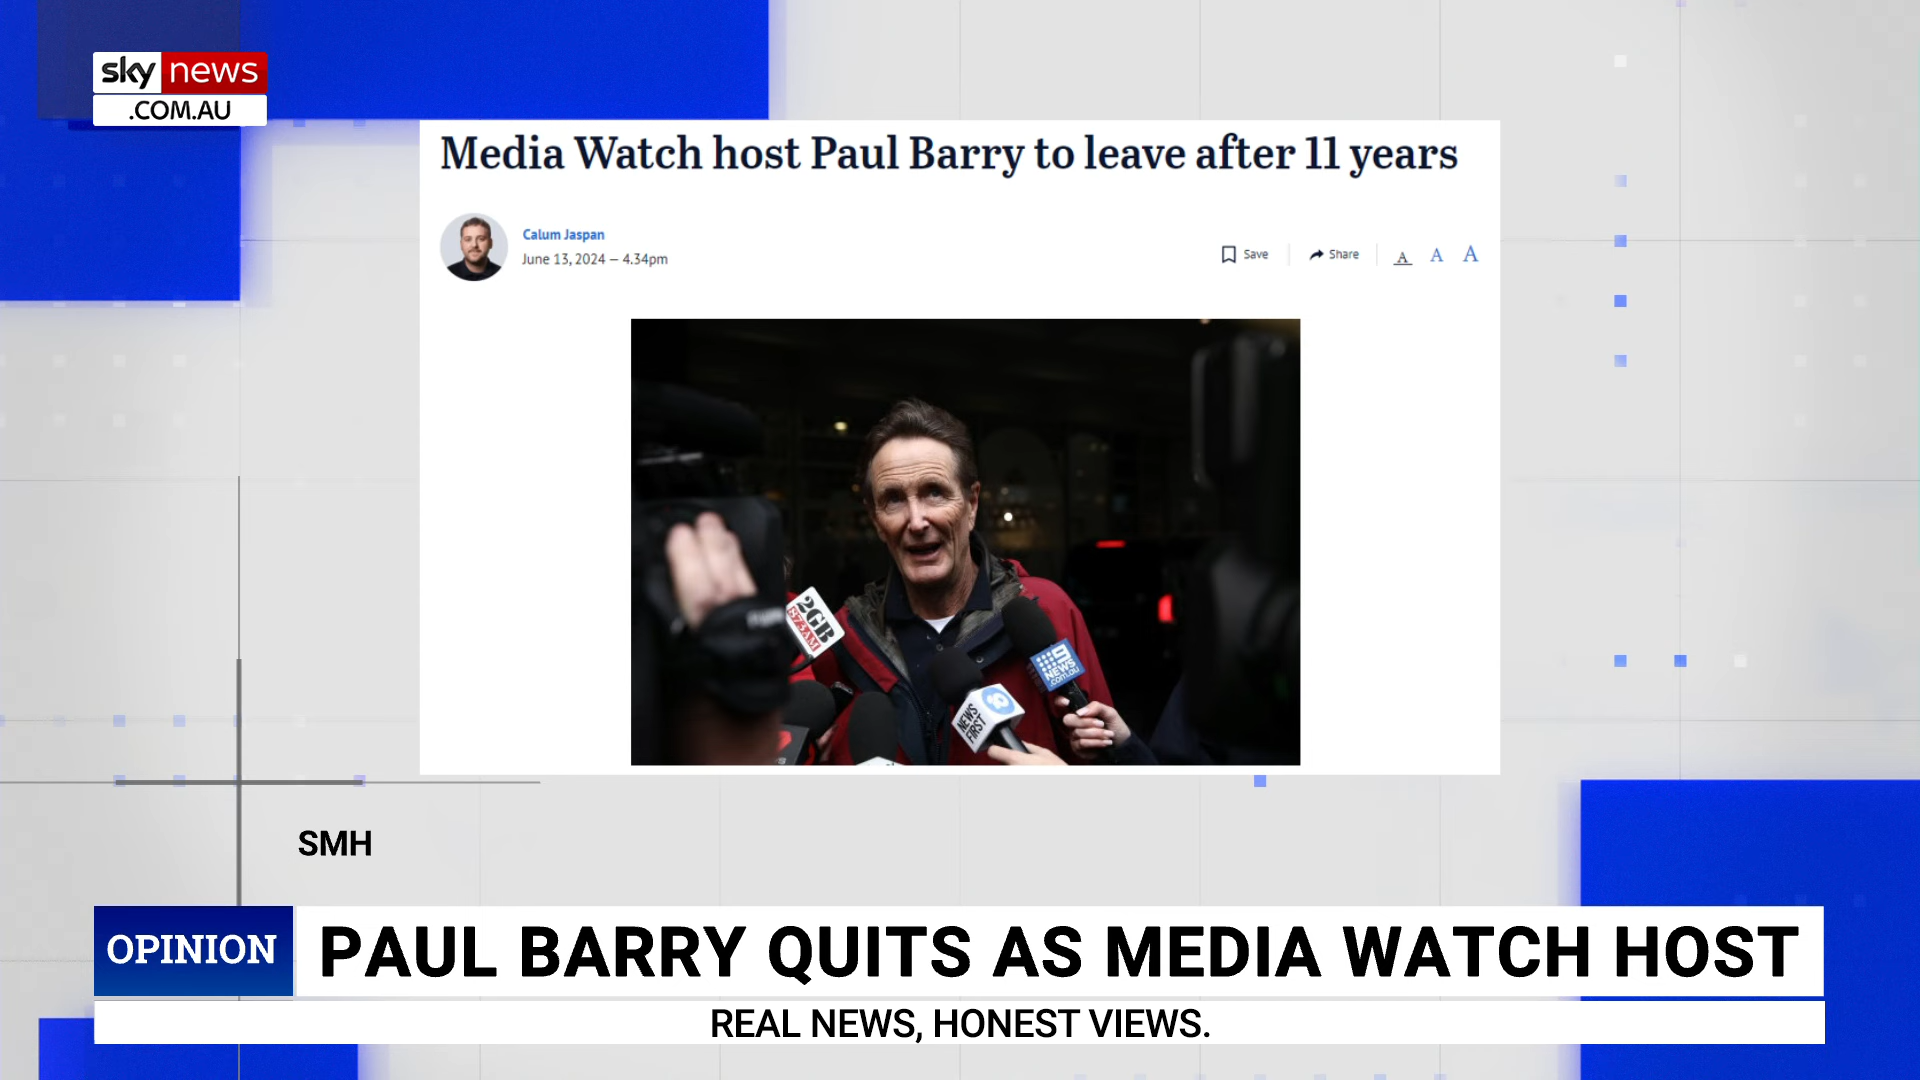 sky news
.COM.AU
Media Watch host Paul Barry to leave after 11 years
Calum Jaspan
June 13, 2024 – 4.34pm
Save
Share
A A A
2GB
873AM
9
NEWS
.com.au
10
NEWS
FIRST
SMH
OPINION
PAUL BARRY QUITS AS MEDIA WATCH HOST
REAL NEWS, HONEST VIEWS.